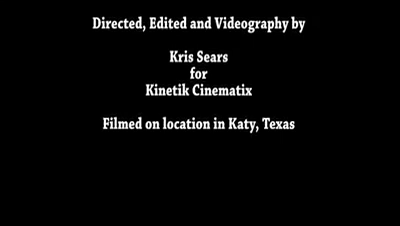 Directed, Edited and Videography by
Kris Sears
for
Kinetik Cinematix
Filmed on location in Katy, Texas